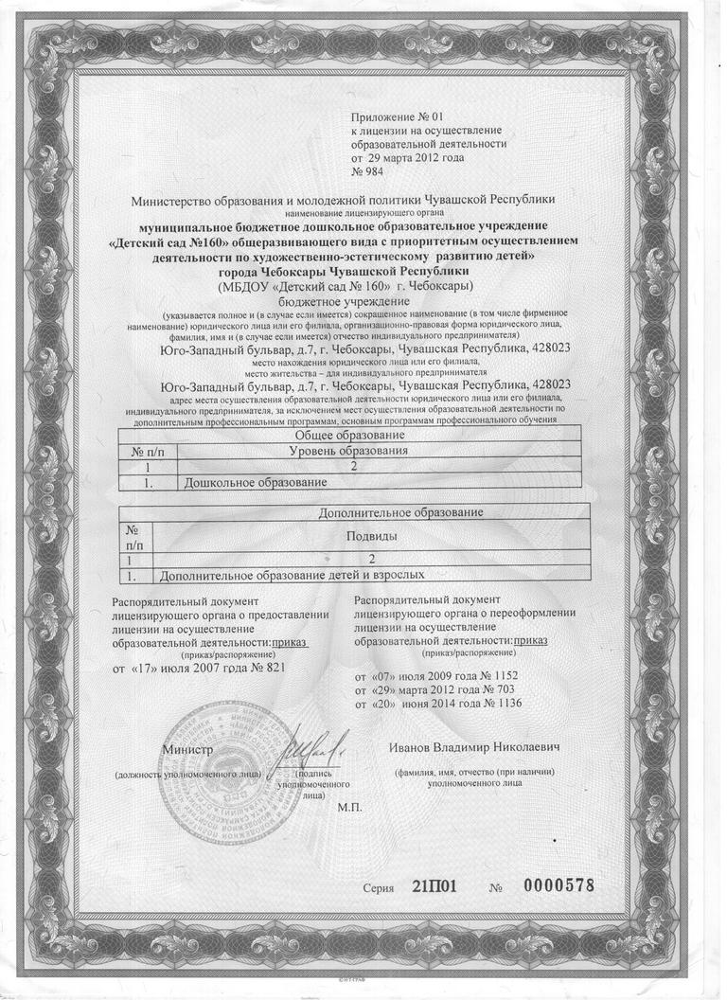 Приложение № 01
к лицензии на осуществление
образовательной деятельности
от 29 марта 2012 года
№ 984
Министерство образования и молодежной политики Чувашской Республики
наименование лицензирующего органа
муниципальное бюджетное дошкольное образовательное учреждение
«Детский сад №160» общеразвивающего вида с приоритетным осуществлением
деятельности по художественно-эстетическому развитию детей»
города Чебоксары Чувашской Республики
(МБДОУ «Детский сад № 160» г. Чебоксары)
бюджетное учреждение
(указывается полное и (в случае если имеется) сокращенное наименование (в том числе фирменное
наименование) юридического лица или его филиала, организационно-правовая форма юридического лица,
фамилия, имя и (в случае если имеется) отчество индивидуального предпринимателя)
Юго-Западный бульвар, д.7, г. Чебоксары, Чувашская Республика, 428023
место нахождения юридического лица или его филиала,
место жительства – для индивидуального предпринимателя
Юго-Западный бульвар, д.7, г. Чебоксары, Чувашская Республика, 428023
адрес места осуществления образовательной деятельности юридического лица или его филиала,
индивидуального предпринимателя, за исключением мест осуществления образовательной деятельности по
дополнительным профессиональным программам, основным программам профессионального обучения
Общее образование
№ п/п Уровень образования
1 2
1. Дошкольное образование
Дополнительное образование
№
п/п Подвиды
1 2
1. Дополнительное образование детей и взрослых
Распорядительный документ
лицензирующего органа о предоставлении
лицензии на осуществление
образовательной деятельности:приказ
(приказ/распоряжение)
от «17» июля 2007 года № 821
Распорядительный документ
лицензирующего органа о переоформлении
лицензии на осуществление
образовательной деятельности:приказ
(приказ/распоряжение)
от «07» июля 2009 года № 1152
от «29» марта 2012 года № 703
от «20» июня 2014 года № 1136
Министр Иванов Владимир Николаевич
(должность уполномоченного лица)
(подпись
уполномоченного
лица)
(фамилия, имя, отчество (при наличии)
уполномоченного лица
М.П.
Серия 21П01 № 0000578